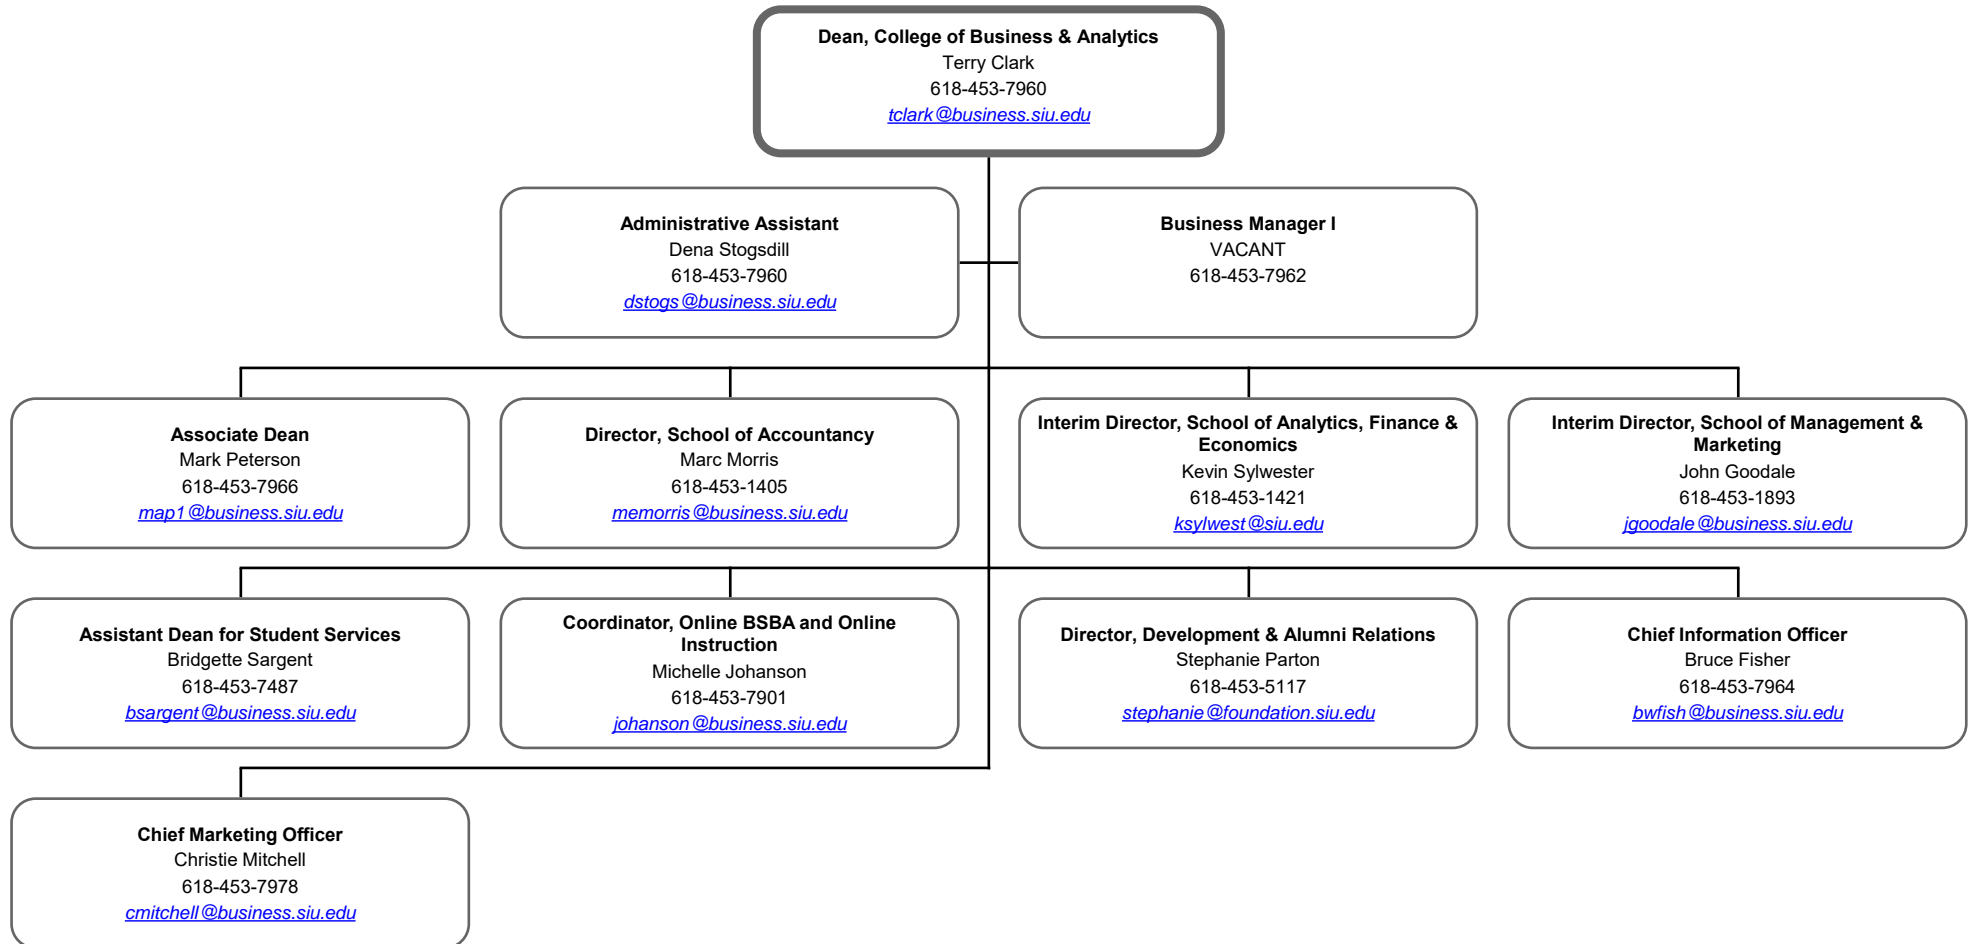 Dean, College of Business & Analytics
Terry Clark
618-453-7960
tclark@business.siu.edu
Administrative Assistant
Dena Stogsdill
618-453-7960
dstogs@business.siu.edu
Business Manager I
VACANT
618-453-7962
Associate Dean
Mark Peterson
618-453-7966
map1@business.siu.edu
Director, School of Accountancy
Marc Morris
618-453-1405
memorris@business.siu.edu
Interim Director, School of Analytics, Finance &
Economics
Kevin Sylwester
618-453-1421
ksylwest@siu.edu
Interim Director, School of Management &
Marketing
John Goodale
618-453-1893
jgoodale@business.siu.edu
Assistant Dean for Student Services
Bridgette Sargent
618-453-7487
bsargent@business.siu.edu
Coordinator, Online BSBA and Online
Instruction
Michelle Johanson
618-453-7901
johanson@business.siu.edu
Director, Development & Alumni Relations
Stephanie Parton
618-453-5117
stephanie@foundation.siu.edu
Chief Information Officer
Bruce Fisher
618-453-7964
bwfish@business.siu.edu
Chief Marketing Officer
Christie Mitchell
618-453-7978
cmitchell@business.siu.edu